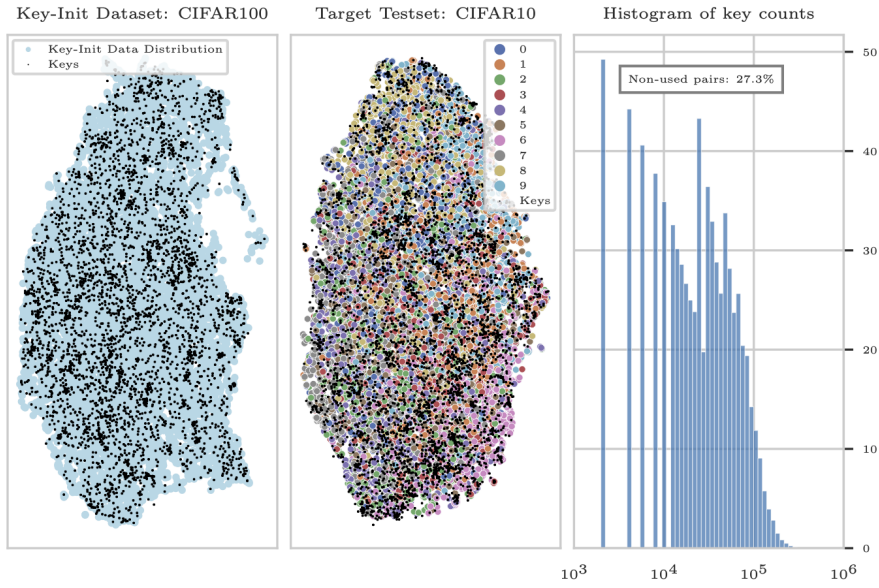 Key-Init Dataset: CIFAR100
Key-Init Data Distribution
Keys
Target Testset: CIFAR10
0
1
2
3
4
5
6
7
8
9
Keys
Histogram of key counts
Non-used pairs: 27.3%
50
40
30
20
10
0
10³
10⁴
10⁵
10⁶